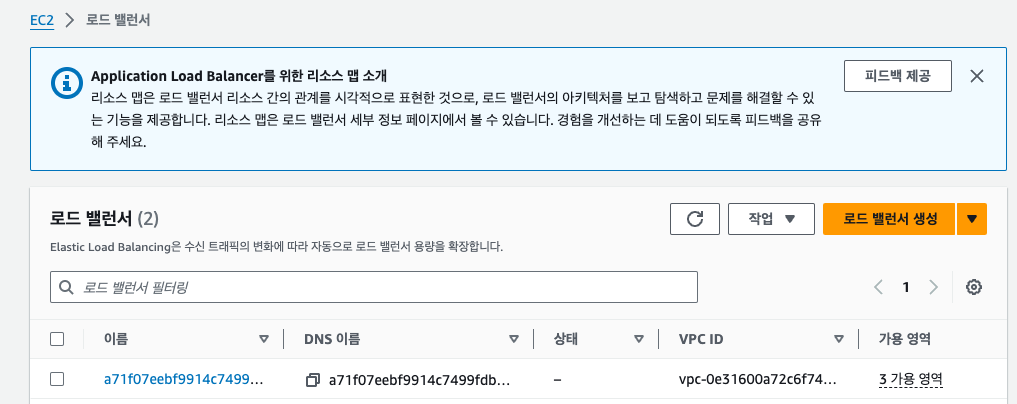 EC2 > 로드 밸런서
Application Load Balancer를 위한 리소스 맵 소개
피드백 제공
리소스 맵은 로드 밸런서 리소스 간의 관계를 시각적으로 표현한 것으로, 로드 밸런서의 아키텍처를 보고 탐색하고 문제를 해결할 수 있
는 기능을 제공합니다. 리소스 맵은 로드 밸런서 세부 정보 페이지에서 볼 수 있습니다. 경험을 개선하는 데 도움이 되도록 피드백을 공유
해 주세요.
로드 밸런서 (2)
작업
로드 밸런서 생성
Elastic Load Balancing은 수신 트래픽의 변화에 따라 자동으로 로드 밸런서 용량을 확장합니다.
로드 밸런서 필터링
1
이름 DNS 이름 상태 VPC ID 가용 영역
a71f07eebf9914c7499... a71f07eebf9914c7499fdb... – vpc-0e31600a72c6f74... 3 가용 영역